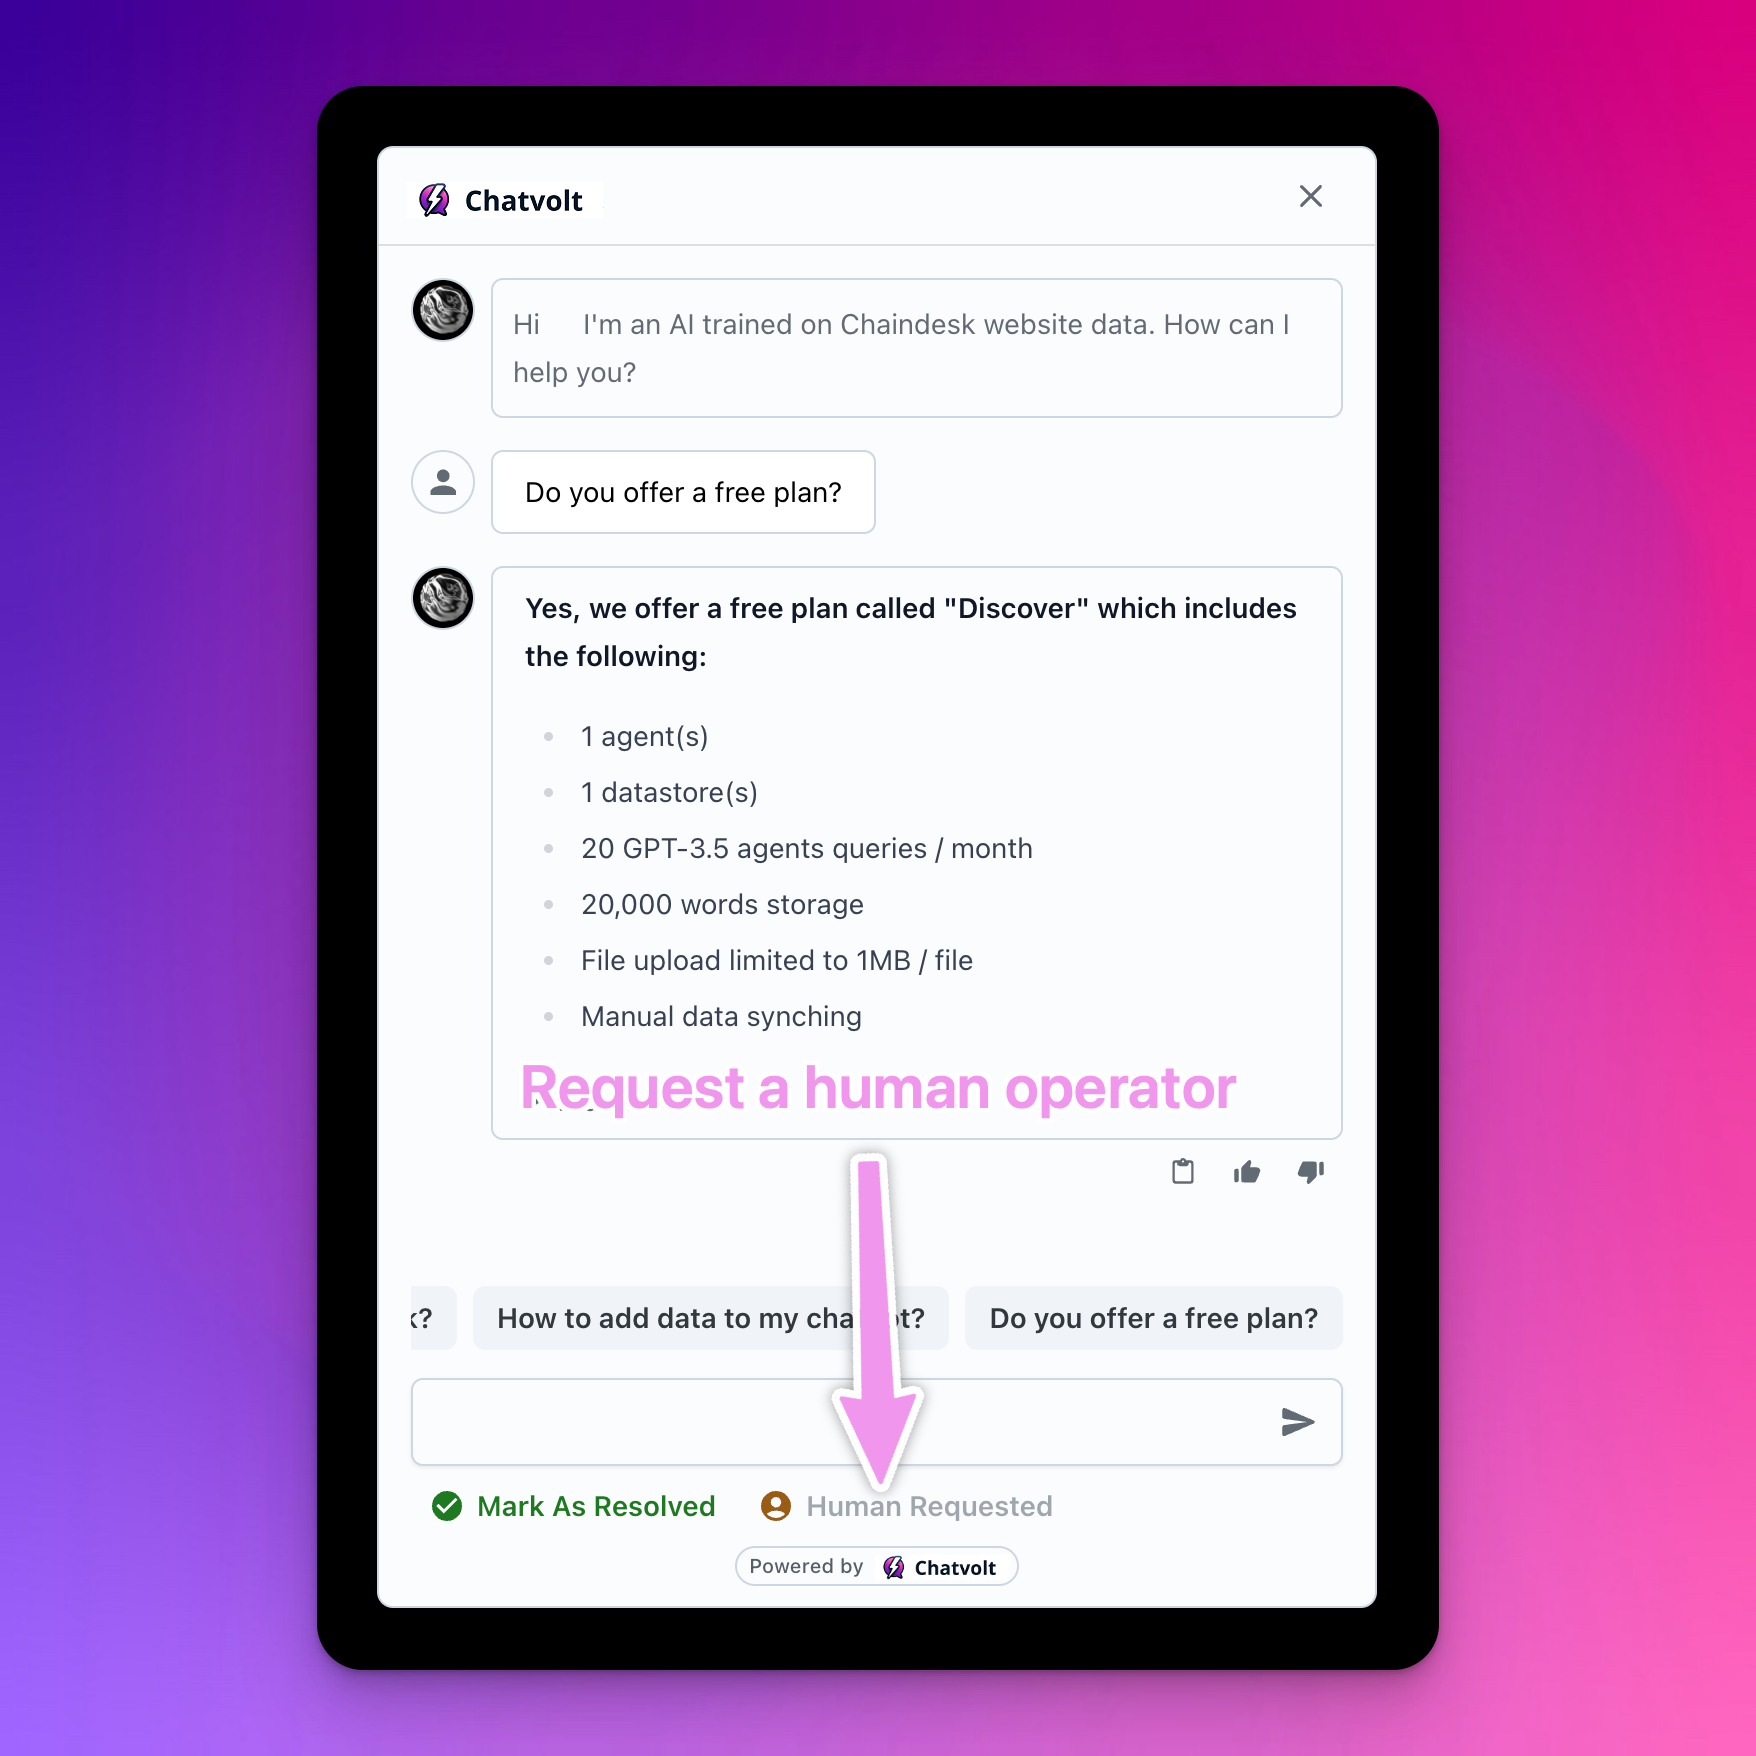 Chatvolt
Hi I'm an AI trained on Chaindesk website data. How can I
help you?
Do you offer a free plan?
Yes, we offer a free plan called "Discover" which includes
the following:
1 agent(s)
1 datastore(s)
20 GPT-3.5 agents queries / month
20,000 words storage
File upload limited to 1MB / file
Manual data synching
Request a human operator
k?
How to add data to my cha ot?
Do you offer a free plan?
Mark As Resolved
Human Requested
Powered by Chatvolt